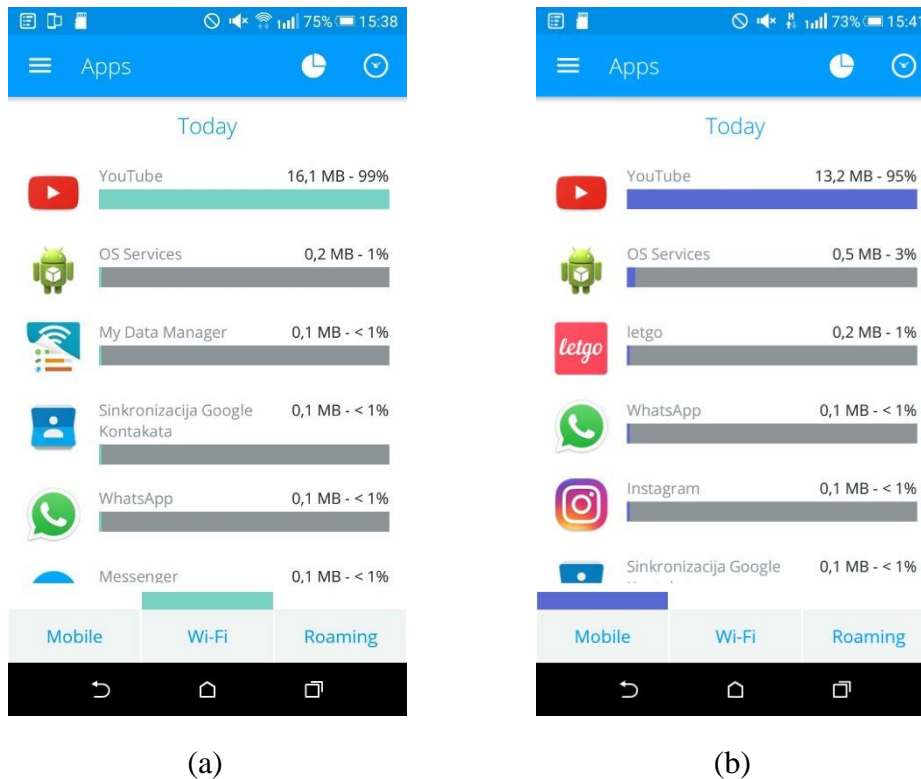 75% 15:38
Apps
Today
YouTube 16,1 MB - 99%
OS Services 0,2 MB - 1%
My Data Manager 0,1 MB - < 1%
Sinkronizacija Google 0,1 MB - < 1%
Kontakata
WhatsApp 0,1 MB - < 1%
Messenger 0,1 MB - < 1%
Mobile Wi-Fi Roaming
(a)
H 73% 15:41
Apps
Today
YouTube 13,2 MB - 95%
OS Services 0,5 MB - 3%
letgo
letgo 0,2 MB - 1%
WhatsApp 0,1 MB - < 1%
Instagram 0,1 MB - < 1%
Sinkronizacija Google 0,1 MB - < 1%
Mobile Wi-Fi Roaming
(b)